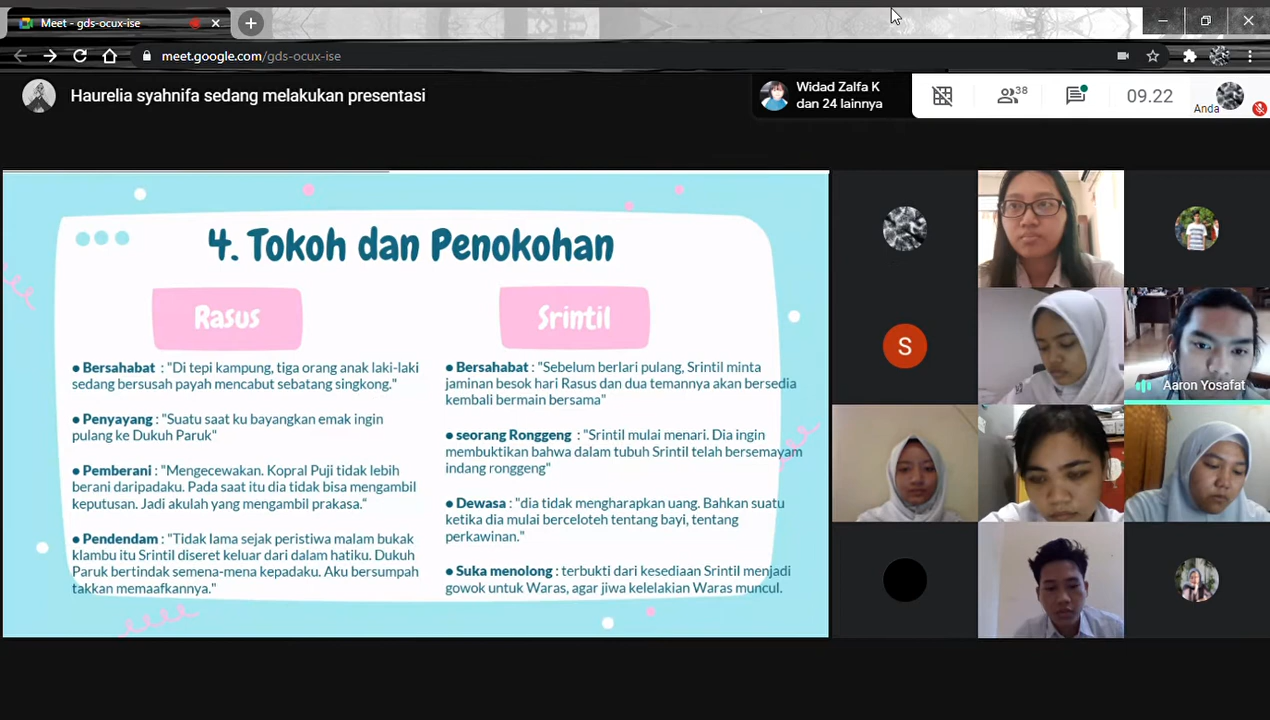 Meet - gds-ocux-ise
meet.google.com/gds-ocux-ise
Haurelia syahnifa sedang melakukan presentasi
Widad Zalfa K
dan 24 lainnya
38
09.22
Anda
4. Tokoh dan Penokohan
Rasus
● Bersahabat : "Di tepi kampung, tiga orang anak laki-laki
sedang bersusah payah mencabut sebatang singkong."
● Penyayang : "Suatu saat ku bayangkan emak ingin
pulang ke Dukuh Paruk"
● Pemberani : "Mengecewakan. Kopral Puji tidak lebih
berani daripadaku. Pada saat itu dia tidak bisa mengambil
keputusan. Jadi akulah yang mengambil prakasa."
● Pendendam : "Tidak lama sejak peristiwa malam bukak
klambu itu Srintil diseret keluar dari dalam hatiku. Dukuh
Paruk bertindak semena-mena kepadaku. Aku bersumpah
takkan memaafkannya."
Srintil
● Bersahabat : "Sebelum berlari pulang, Srintil minta
jaminan besok hari Rasus dan dua temannya akan bersedia
kembali bermain bersama"
● seorang Ronggeng : "Srintil mulai menari. Dia ingin
membuktikan bahwa dalam tubuh Srintil telah bersemayam
indang ronggeng"
● Dewasa : "dia tidak mengharapkan uang. Bahkan suatu
ketika dia mulai berceloteh tentang bayi, tentang
perkawinan."
● Suka menolong : terbukti dari kesediaan Srintil menjadi
gowok untuk Waras, agar jiwa kelelakian Waras muncul.
S
Aaron Yosafat